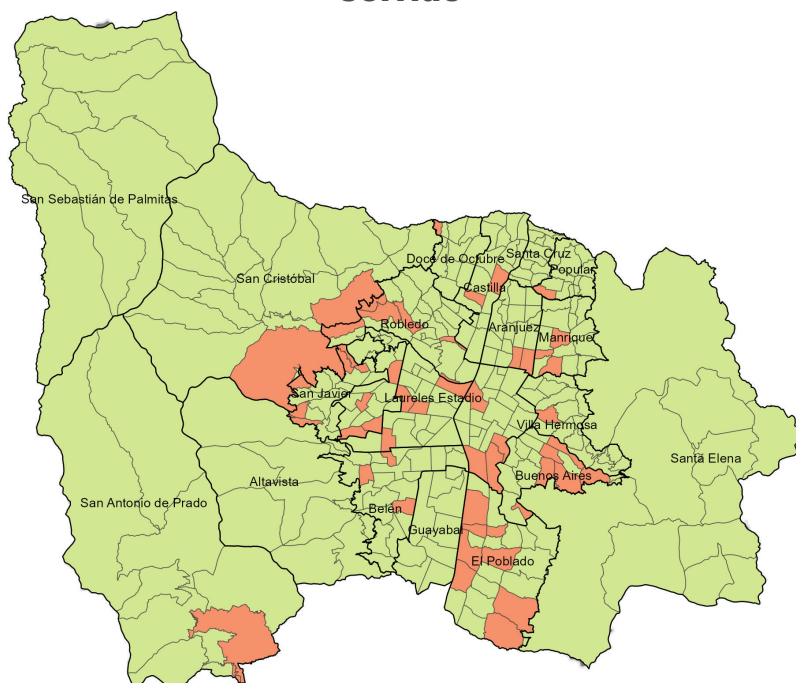 San Sebastián de Palmitas
San Cristóbal
Doce de Octubre
Santa Cruz
Popular
Castilla
Robledo
Aranjuez
Manrique
San Javier
Laureles Estadio
Villa Hermosa
Santa Elena
Buenos Aires
Altavista
San Antonio de Prado
Belén
Guayabal
El Poblado